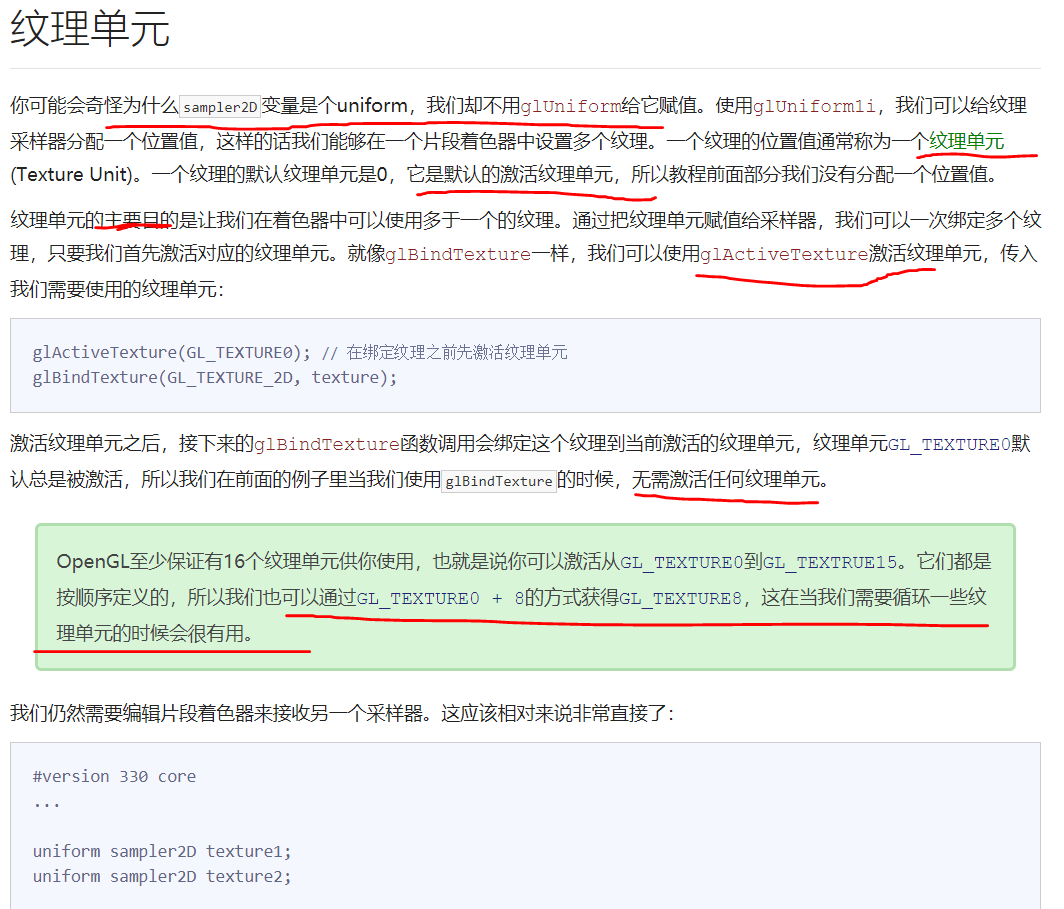 纹理单元
你可能会奇怪为什么sampler2D变量是个uniform，我们却不用glUniform给它赋值。使用glUniform1i，我们可以给纹理
采样器分配一个位置值，这样的话我们能够在一个片段着色器中设置多个纹理。一个纹理的位置值通常称为一个纹理单元
(Texture Unit)。一个纹理的默认纹理单元是0，它是默认的激活纹理单元，所以教程前面部分我们没有分配一个位置值。
纹理单元的主要目的是让我们在着色器中可以使用多于一个的纹理。通过把纹理单元赋值给采样器，我们可以一次绑定多个纹
理，只要我们首先激活对应的纹理单元。就像glBindTexture一样，我们可以使用glActiveTexture激活纹理单元，传入
我们需要使用的纹理单元：
glActiveTexture(GL_TEXTURE0); // 在绑定纹理之前先激活纹理单元
glBindTexture(GL_TEXTURE_2D, texture);
激活纹理单元之后，接下来的glBindTexture函数调用会绑定这个纹理到当前激活的纹理单元，纹理单元GL_TEXTURE0默
认总是被激活，所以我们在前面的例子里当我们使用glBindTexture的时候，无需激活任何纹理单元。
OpenGL至少保证有16个纹理单元供你使用，也就是说你可以激活从GL_TEXTURE0到GL_TEXTRUE15。它们都是
按顺序定义的，所以我们也可以通过GL_TEXTURE0 + 8的方式获得GL_TEXTURE8，这在当我们需要循环一些纹
理单元的时候会很有用。
我们仍然需要编辑片段着色器来接收另一个采样器。这应该相对来说非常直接了：
#version 330 core
...
uniform sampler2D texture1;
uniform sampler2D texture2;